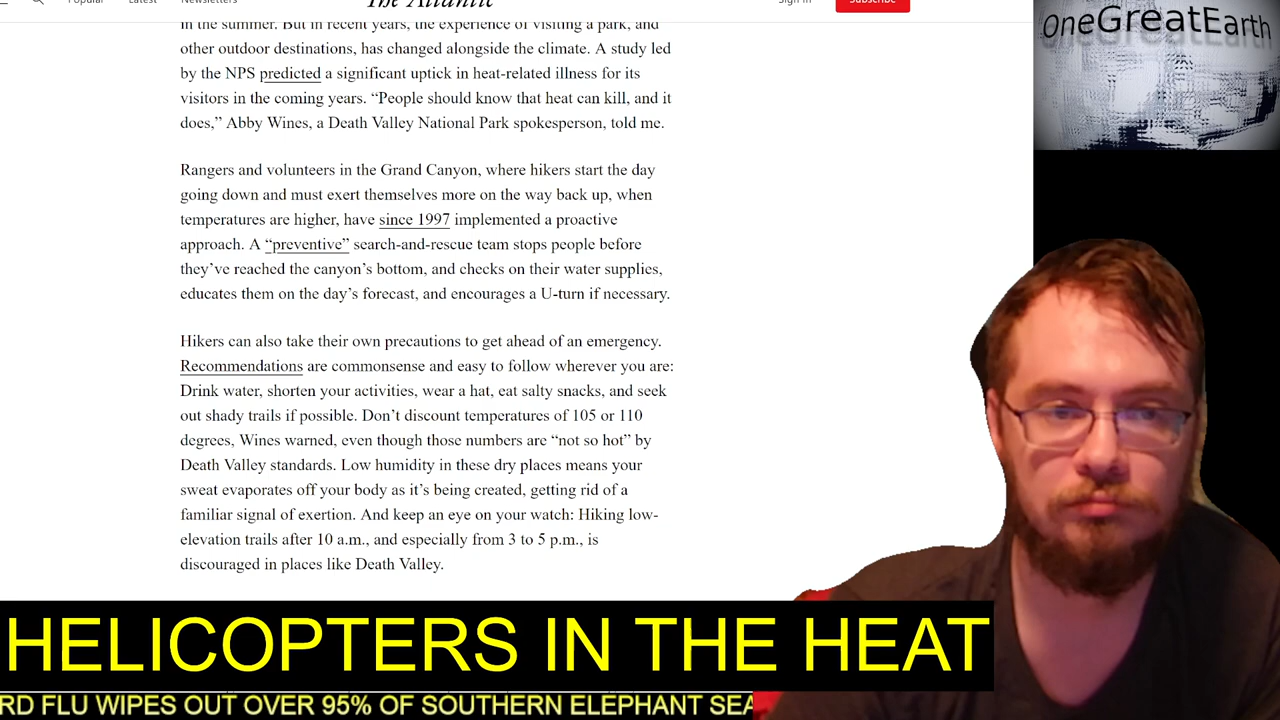 Popular Latest Newsletters The Atlantic Sign In Subscribe
OneGreatEarth
in the summer. But in recent years, the experience of visiting a park, and
other outdoor destinations, has changed alongside the climate. A study led
by the NPS predicted a significant uptick in heat-related illness for its
visitors in the coming years. “People should know that heat can kill, and it
does,” Abby Wines, a Death Valley National Park spokesperson, told me.
Rangers and volunteers in the Grand Canyon, where hikers start the day
going down and must exert themselves more on the way back up, when
temperatures are higher, have since 1997 implemented a proactive
approach. A “preventive” search-and-rescue team stops people before
they’ve reached the canyon’s bottom, and checks on their water supplies,
educates them on the day’s forecast, and encourages a U-turn if necessary.
Hikers can also take their own precautions to get ahead of an emergency.
Recommendations are commonsense and easy to follow wherever you are:
Drink water, shorten your activities, wear a hat, eat salty snacks, and seek
out shady trails if possible. Don’t discount temperatures of 105 or 110
degrees, Wines warned, even though those numbers are “not so hot” by
Death Valley standards. Low humidity in these dry places means your
sweat evaporates off your body as it’s being created, getting rid of a
familiar signal of exertion. And keep an eye on your watch: Hiking low-
elevation trails after 10 a.m., and especially from 3 to 5 p.m., is
discouraged in places like Death Valley.
HELICOPTERS IN THE HEAT
RD FLU WIPES OUT OVER 95% OF SOUTHERN ELEPHANT SEA